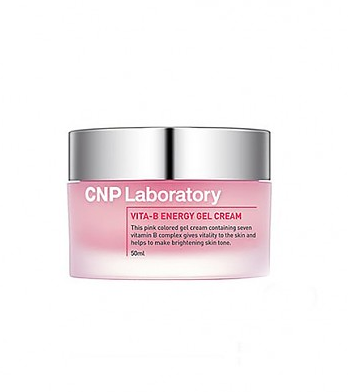 CNP Laboratory
VITA-B ENERGY GEL CREAM
This pink colored gel cream containing seven
vitamin B complex gives vitality to the skin and
helps to make brightening skin tone.
50ml